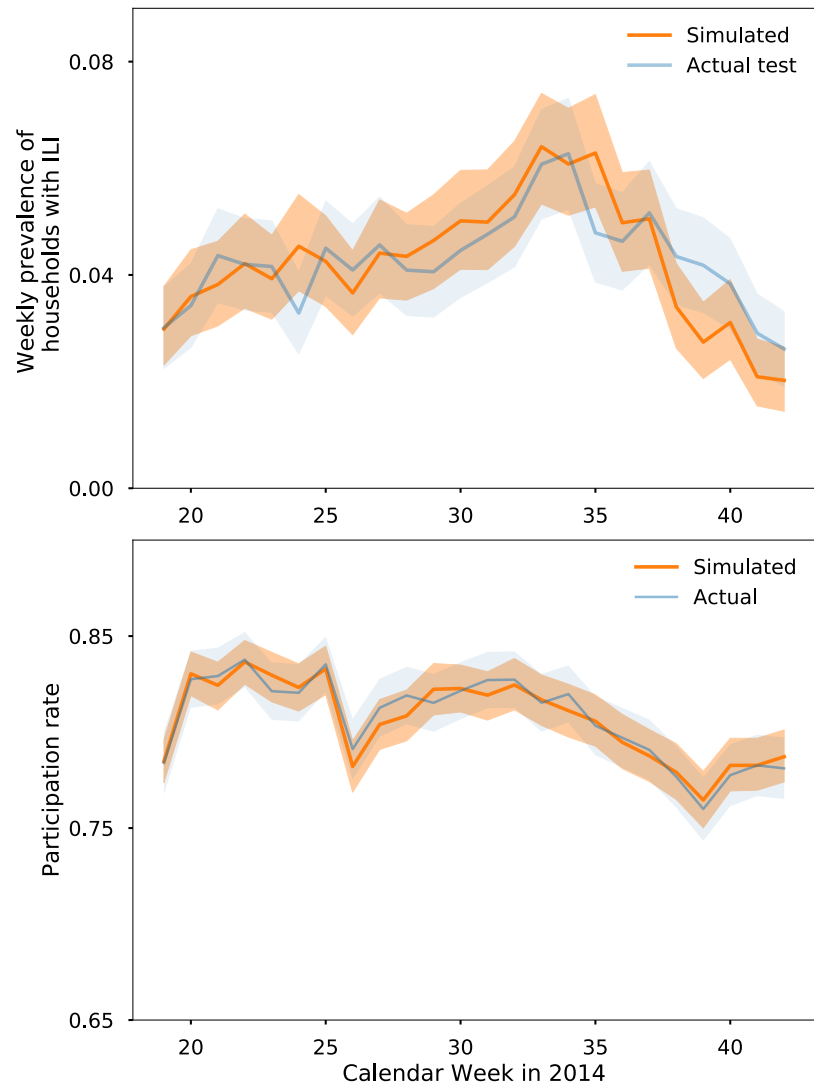 Simulated
Actual test
0.08
0.04
0.00
Weekly prevalence of
households with ILI
20 25 30 35 40
Simulated
Actual
0.85
0.75
0.65
Participation rate
20 25 30 35 40
Calendar Week in 2014